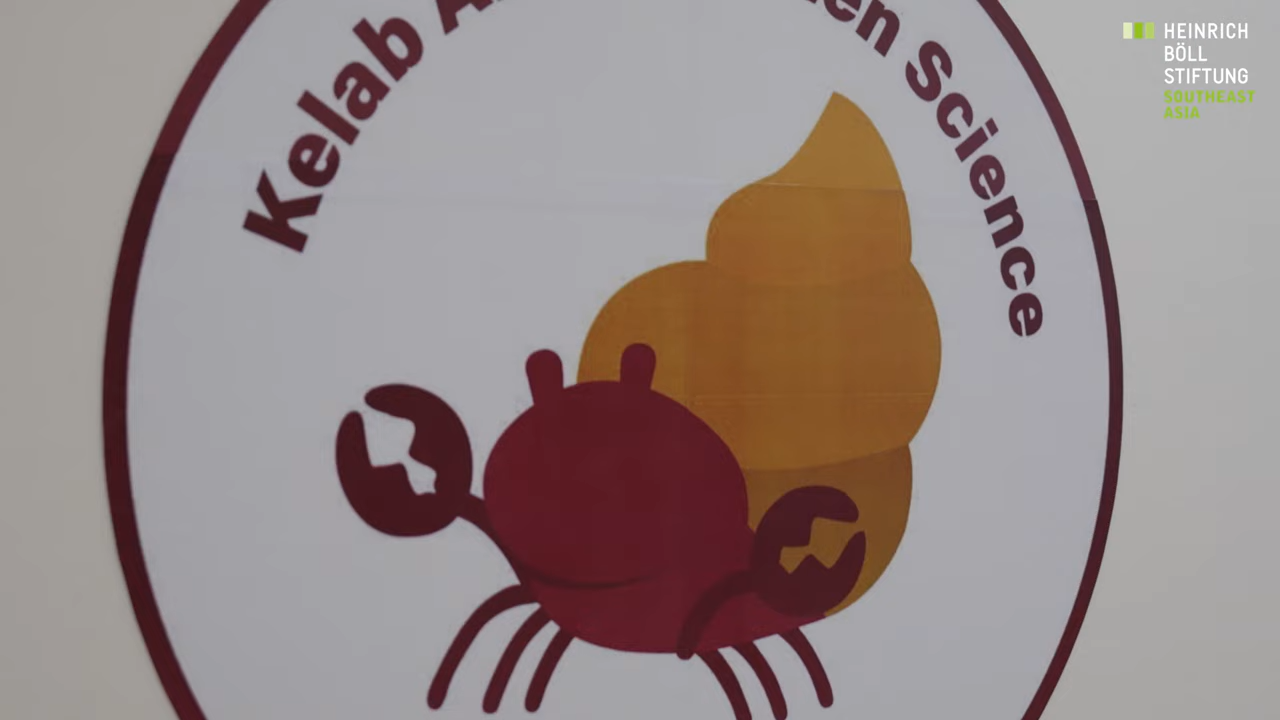 Kelab
Science
HEINRICH
BÖLL
STIFTUNG
SOUTHEAST
ASIA